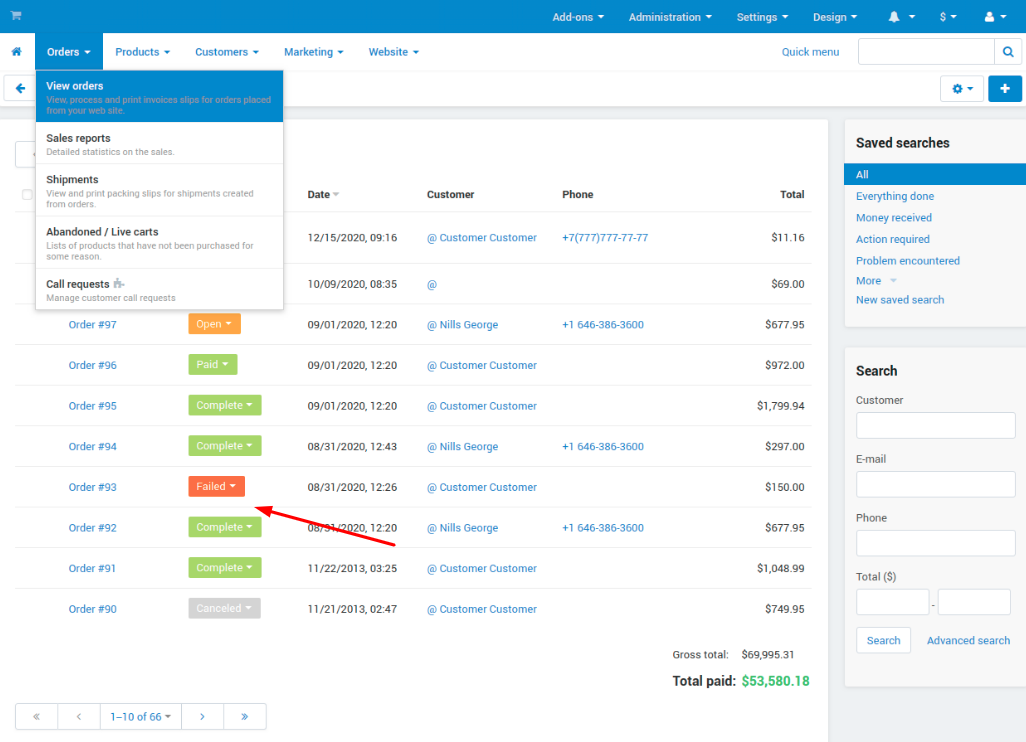 Add-ons Administration Settings Design $
Orders Products Customers Marketing Website Quick menu
View orders
View, process and print invoices slips for orders placed
from your web site.
Sales reports
Detailed statistics on the sales.
Shipments
View and print packing slips for shipments created
from orders.
Abandoned / Live carts
Lists of products that have not been purchased for
some reason.
Call requests
Manage customer call requests
Date Customer Phone Total
12/15/2020, 09:16 @ Customer Customer +7(777)777-77-77 $11.16
10/09/2020, 08:35 @ $69.00
Order #97 Open 09/01/2020, 12:20 @ Nills George +1 646-386-3600 $677.95
Order #96 Paid 09/01/2020, 12:20 @ Customer Customer $972.00
Order #95 Complete 09/01/2020, 12:20 @ Customer Customer $1,799.94
Order #94 Complete 08/31/2020, 12:43 @ Nills George +1 646-386-3600 $297.00
Order #93 Failed 08/31/2020, 12:26 @ Customer Customer $150.00
Order #92 Complete 08/31/2020, 12:20 @ Nills George +1 646-386-3600 $677.95
Order #91 Complete 11/22/2013, 03:25 @ Customer Customer $1,048.99
Order #90 Canceled 11/21/2013, 02:47 @ Customer Customer $749.95
Gross total: $69,995.31
Total paid: $53,580.18
« ‹ 1–10 of 66 › »
Saved searches
All
Everything done
Money received
Action required
Problem encountered
More
New saved search
Search
Customer
E-mail
Phone
Total ($)
-
Search Advanced search